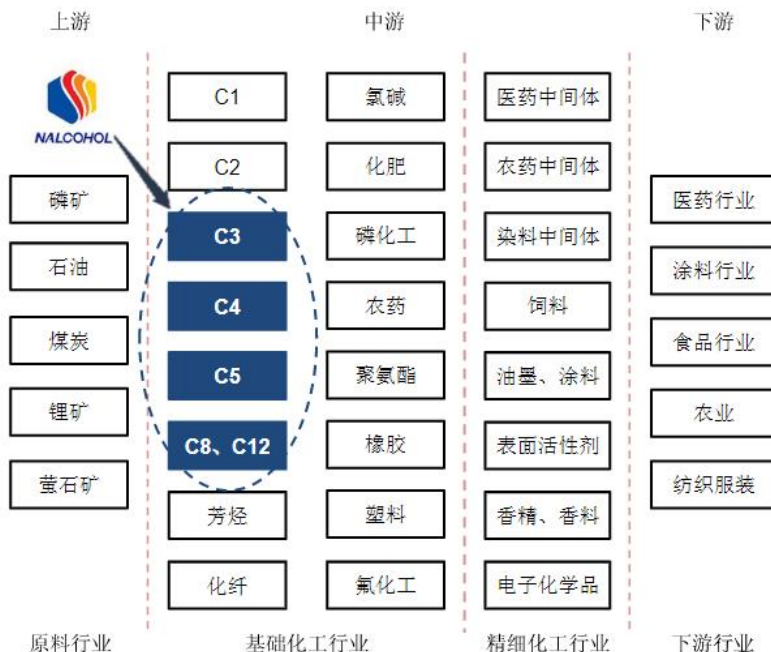 上游
中游
下游
NALCOHOL
磷矿
石油
煤炭
锂矿
萤石矿
C1
C2
C3
C4
C5
C8、C12
芳烃
化纤
氯碱
化肥
磷化工
农药
聚氨酯
橡胶
塑料
氟化工
医药中间体
农药中间体
染料中间体
饲料
油墨、涂料
表面活性剂
香精、香料
电子化学品
医药行业
涂料行业
食品行业
农业
纺织服装
原料行业
基础化工行业
精细化工行业
下游行业